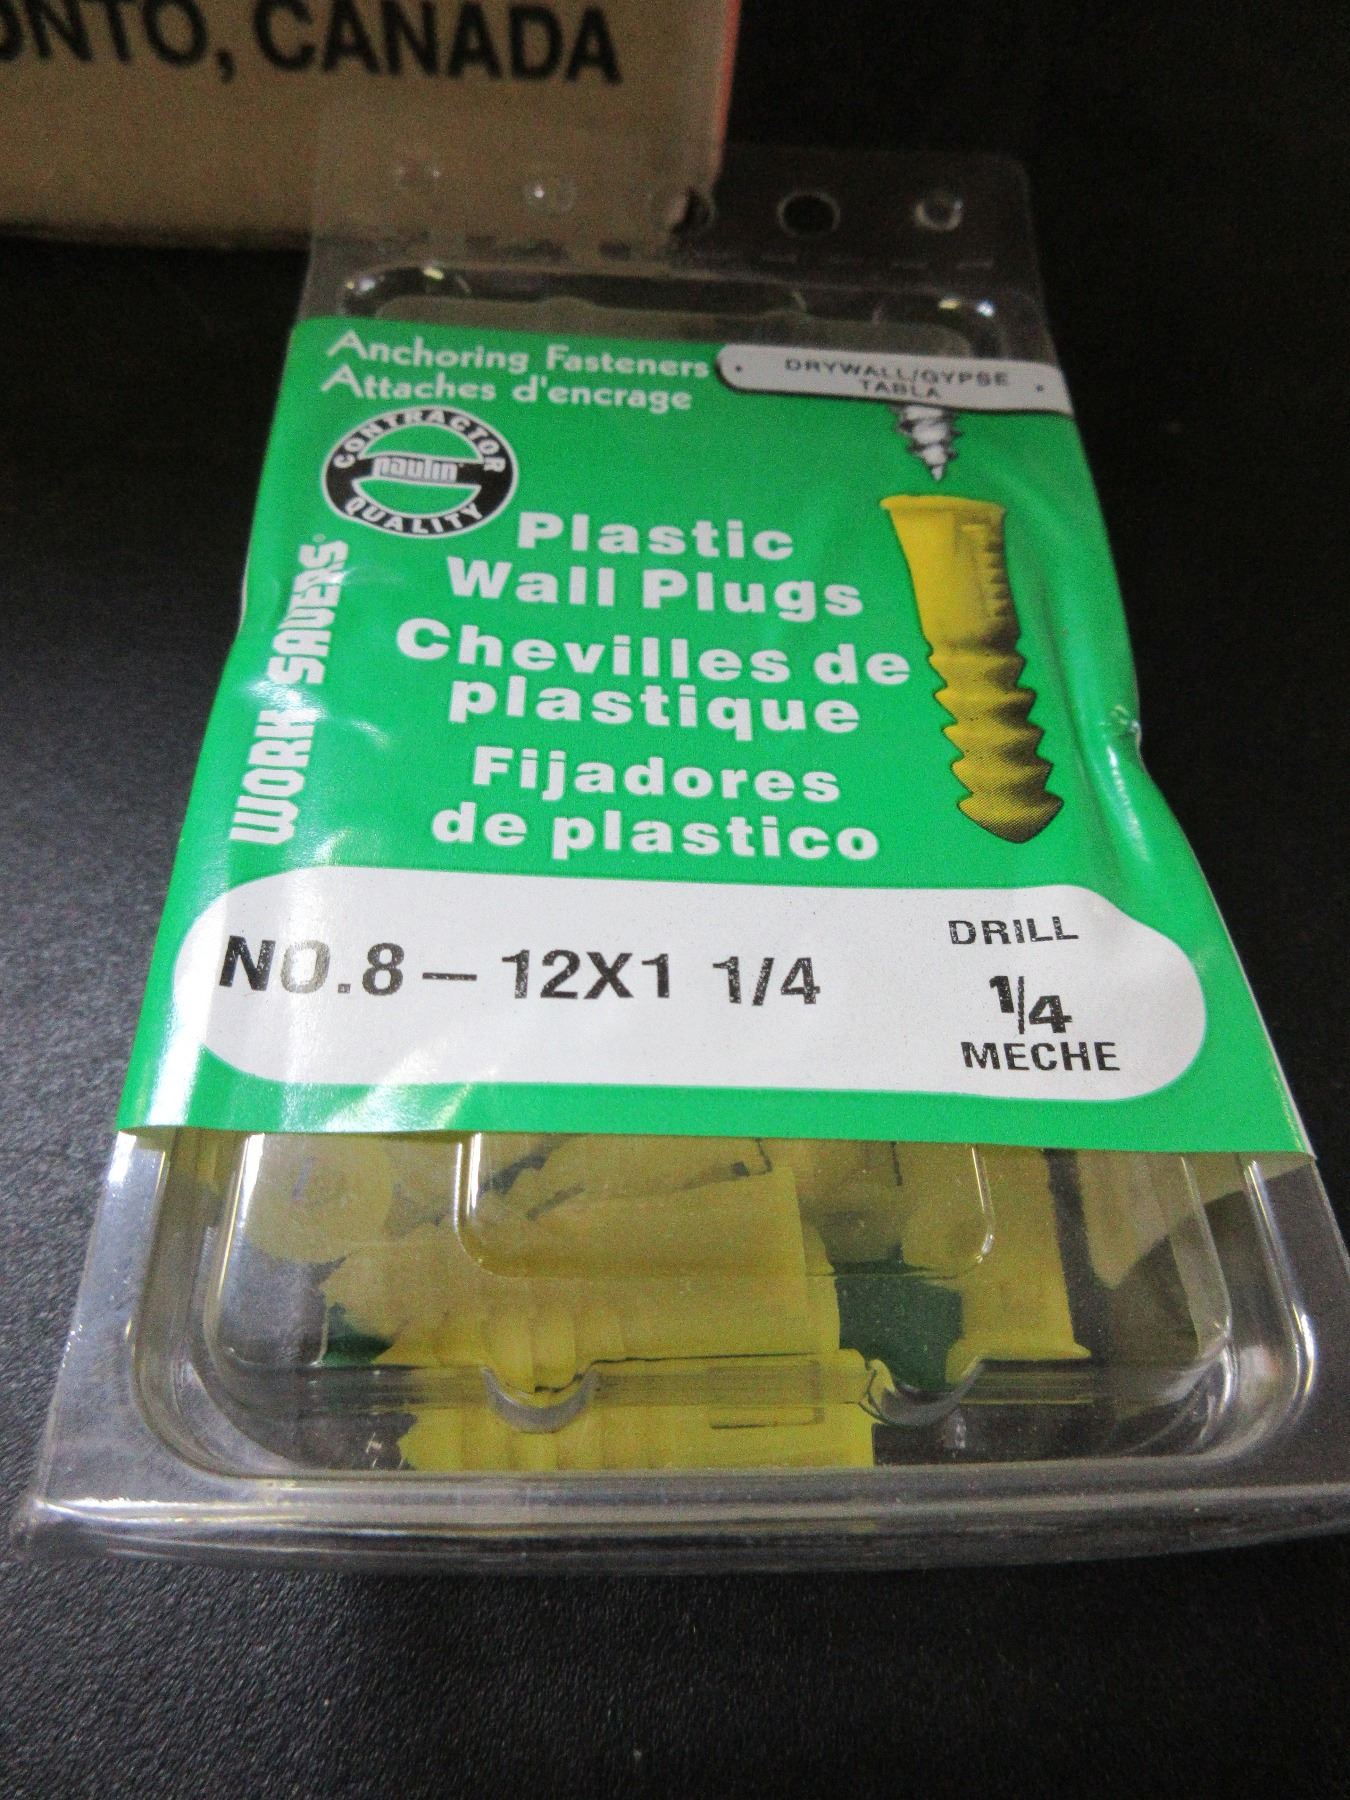 ONTO, CANADA
Anchoring Fasteners
Attaches d'encrage
DRYWALL/GYPSE
TABLA
CONTRACTOR
paulin
QUALITY
WORK SAVERS
Plastic
Wall Plugs
Chevilles de
plastique
Fijadores
de plastico
NO.8 – 12X1 1/4
DRILL
1/4
MECHE